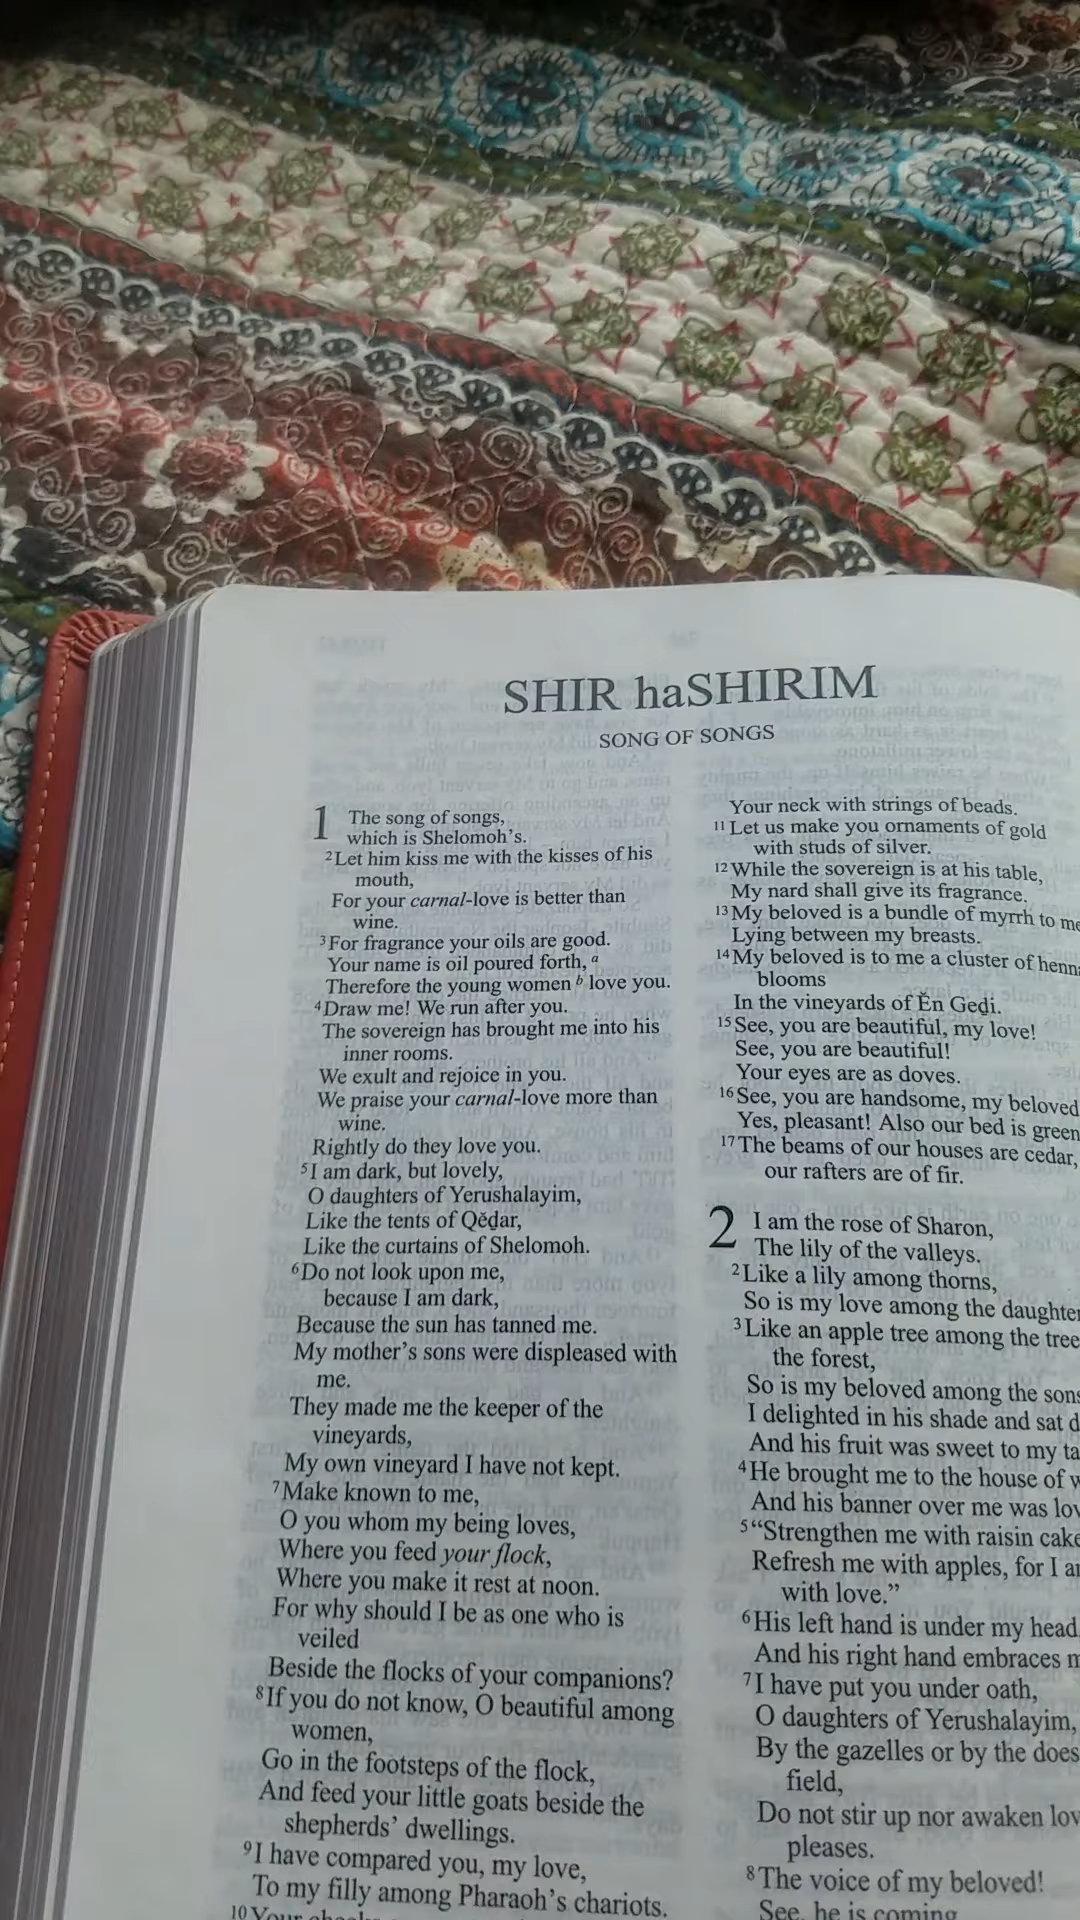 SHIR haSHIRIM
SONG OF SONGS
1 The song of songs,
which is Shelomoh’s.
2 Let him kiss me with the kisses of his
mouth,
For your carnal-love is better than
wine.
3 For fragrance your oils are good.
Your name is oil poured forth, a
Therefore the young women b love you.
4 Draw me! We run after you.
The sovereign has brought me into his
inner rooms.
We exult and rejoice in you.
We praise your carnal-love more than
wine.
Rightly do they love you.
5 I am dark, but lovely,
O daughters of Yerushalayim,
Like the tents of Qĕḏar,
Like the curtains of Shelomoh.
6 Do not look upon me,
because I am dark,
Because the sun has tanned me.
My mother’s sons were displeased with
me.
They made me the keeper of the
vineyards,
My own vineyard I have not kept.
7 Make known to me,
O you whom my being loves,
Where you feed your flock,
Where you make it rest at noon.
For why should I be as one who is
veiled
Beside the flocks of your companions?
8 If you do not know, O beautiful among
women,
Go in the footsteps of the flock,
And feed your little goats beside the
shepherds’ dwellings.
9 I have compared you, my love,
To my filly among Pharaoh’s chariots.
10 Your
Your neck with strings of beads.
11 Let us make you ornaments of gold
with studs of silver.
12 While the sovereign is at his table,
My nard shall give its fragrance.
13 My beloved is a bundle of myrrh to me
Lying between my breasts.
14 My beloved is to me a cluster of
blooms
In the vineyards of Ĕn Geḏi.
15 See, you are beautiful, my love!
See, you are beautiful!
Your eyes are as doves.
16 See, you are handsome, my beloved
Yes, pleasant! Also our bed is green
17 The beams of our houses are cedar,
our rafters are of fir.
2 I am the rose of Sharon,
The lily of the valleys.
2 Like a lily among thorns,
So is my love among the
3 Like an apple tree among the
the forest,
So is my beloved among the
I delighted in his shade and sat
And his fruit was sweet to my
4 He brought me to the house of
And his banner over me was
5 “Strengthen me with raisin
Refresh me with apples, for I
with love.”
6 His left hand is under my head
And his right hand embraces
7 I have put you under oath,
O daughters of Yerushalayim,
By the gazelles or by the does
field,
Do not stir up nor awaken
pleases.
8 The voice of my beloved!
See, he is coming